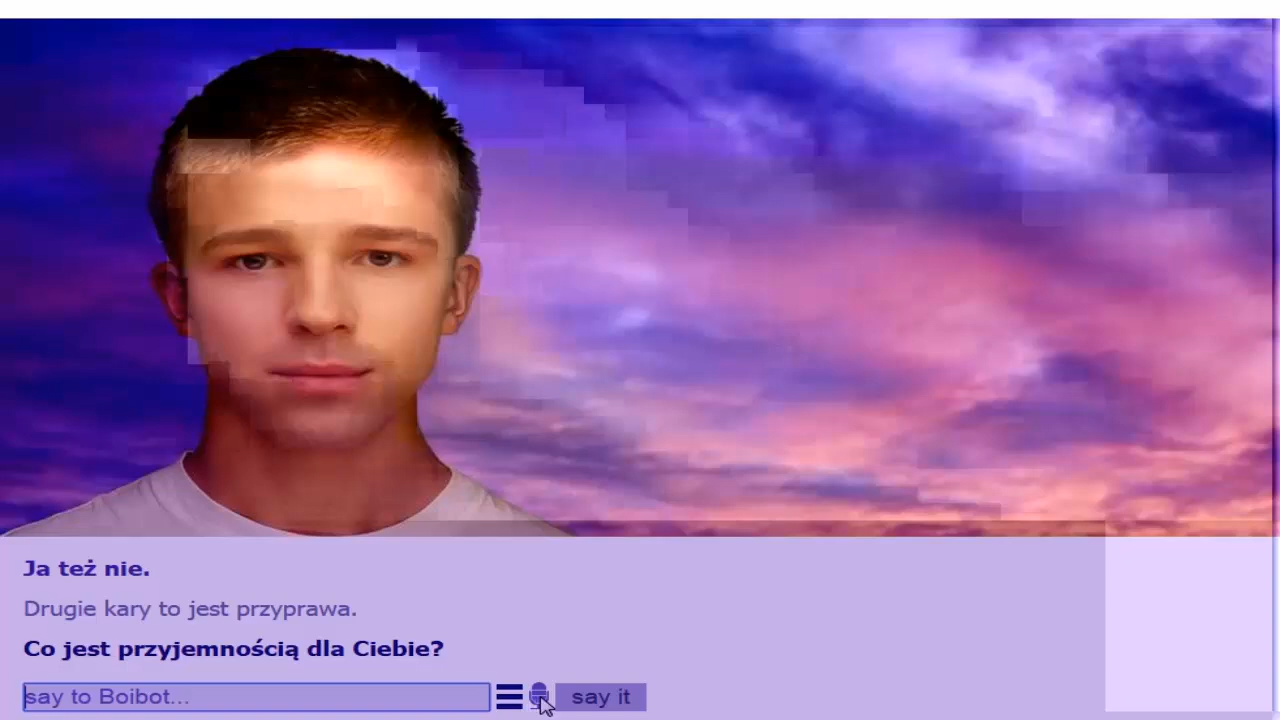 Ja też nie.
Drugie kary to jest przyprawa.
Co jest przyjemnością dla Ciebie?
say to Boibot...
say it